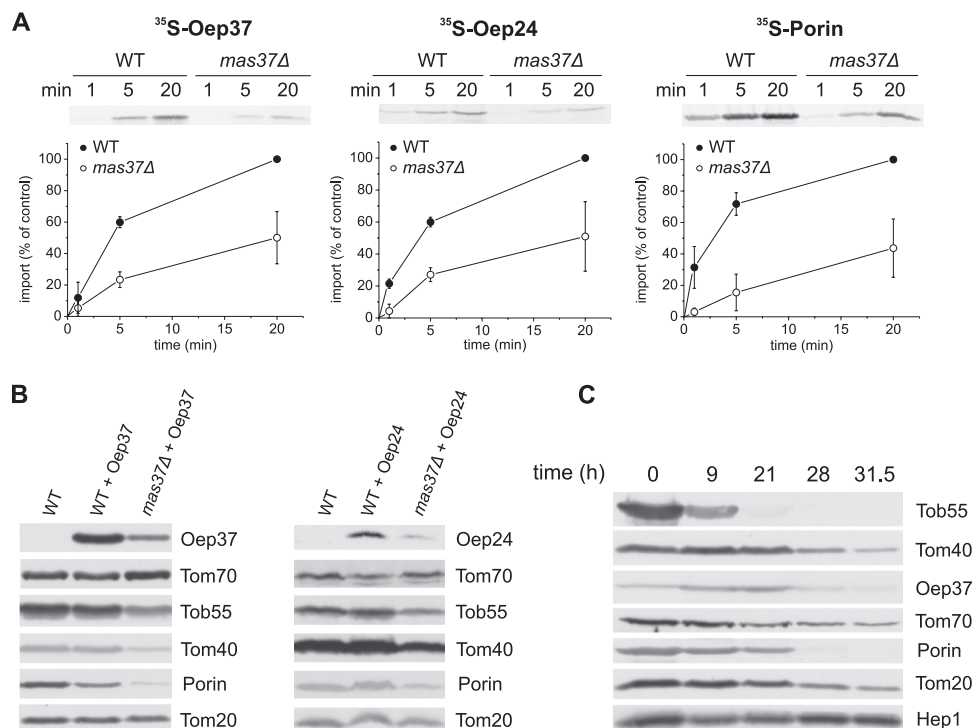 A
35S-Oep37
WT mas37Δ
min 1 5 20 1 5 20
WT
mas37Δ
import (% of control)
100
80
60
40
20
0
0 5 10 15 20
time (min)
35S-Oep24
WT mas37Δ
min 1 5 20 1 5 20
WT
mas37Δ
import (% of control)
100
80
60
40
20
0
0 5 10 15 20
time (min)
35S-Porin
WT mas37Δ
min 1 5 20 1 5 20
WT
mas37Δ
import (% of control)
100
80
60
40
20
0
0 5 10 15 20
time (min)
B
WT
WT + Oep37
mas37Δ + Oep37
Oep37
Tom70
Tob55
Tom40
Porin
Tom20
WT
WT + Oep24
mas37Δ + Oep24
Oep24
Tom70
Tob55
Tom40
Porin
Tom20
C
time (h) 0 9 21 28 31.5
Tob55
Tom40
Oep37
Tom70
Porin
Tom20
Hep1